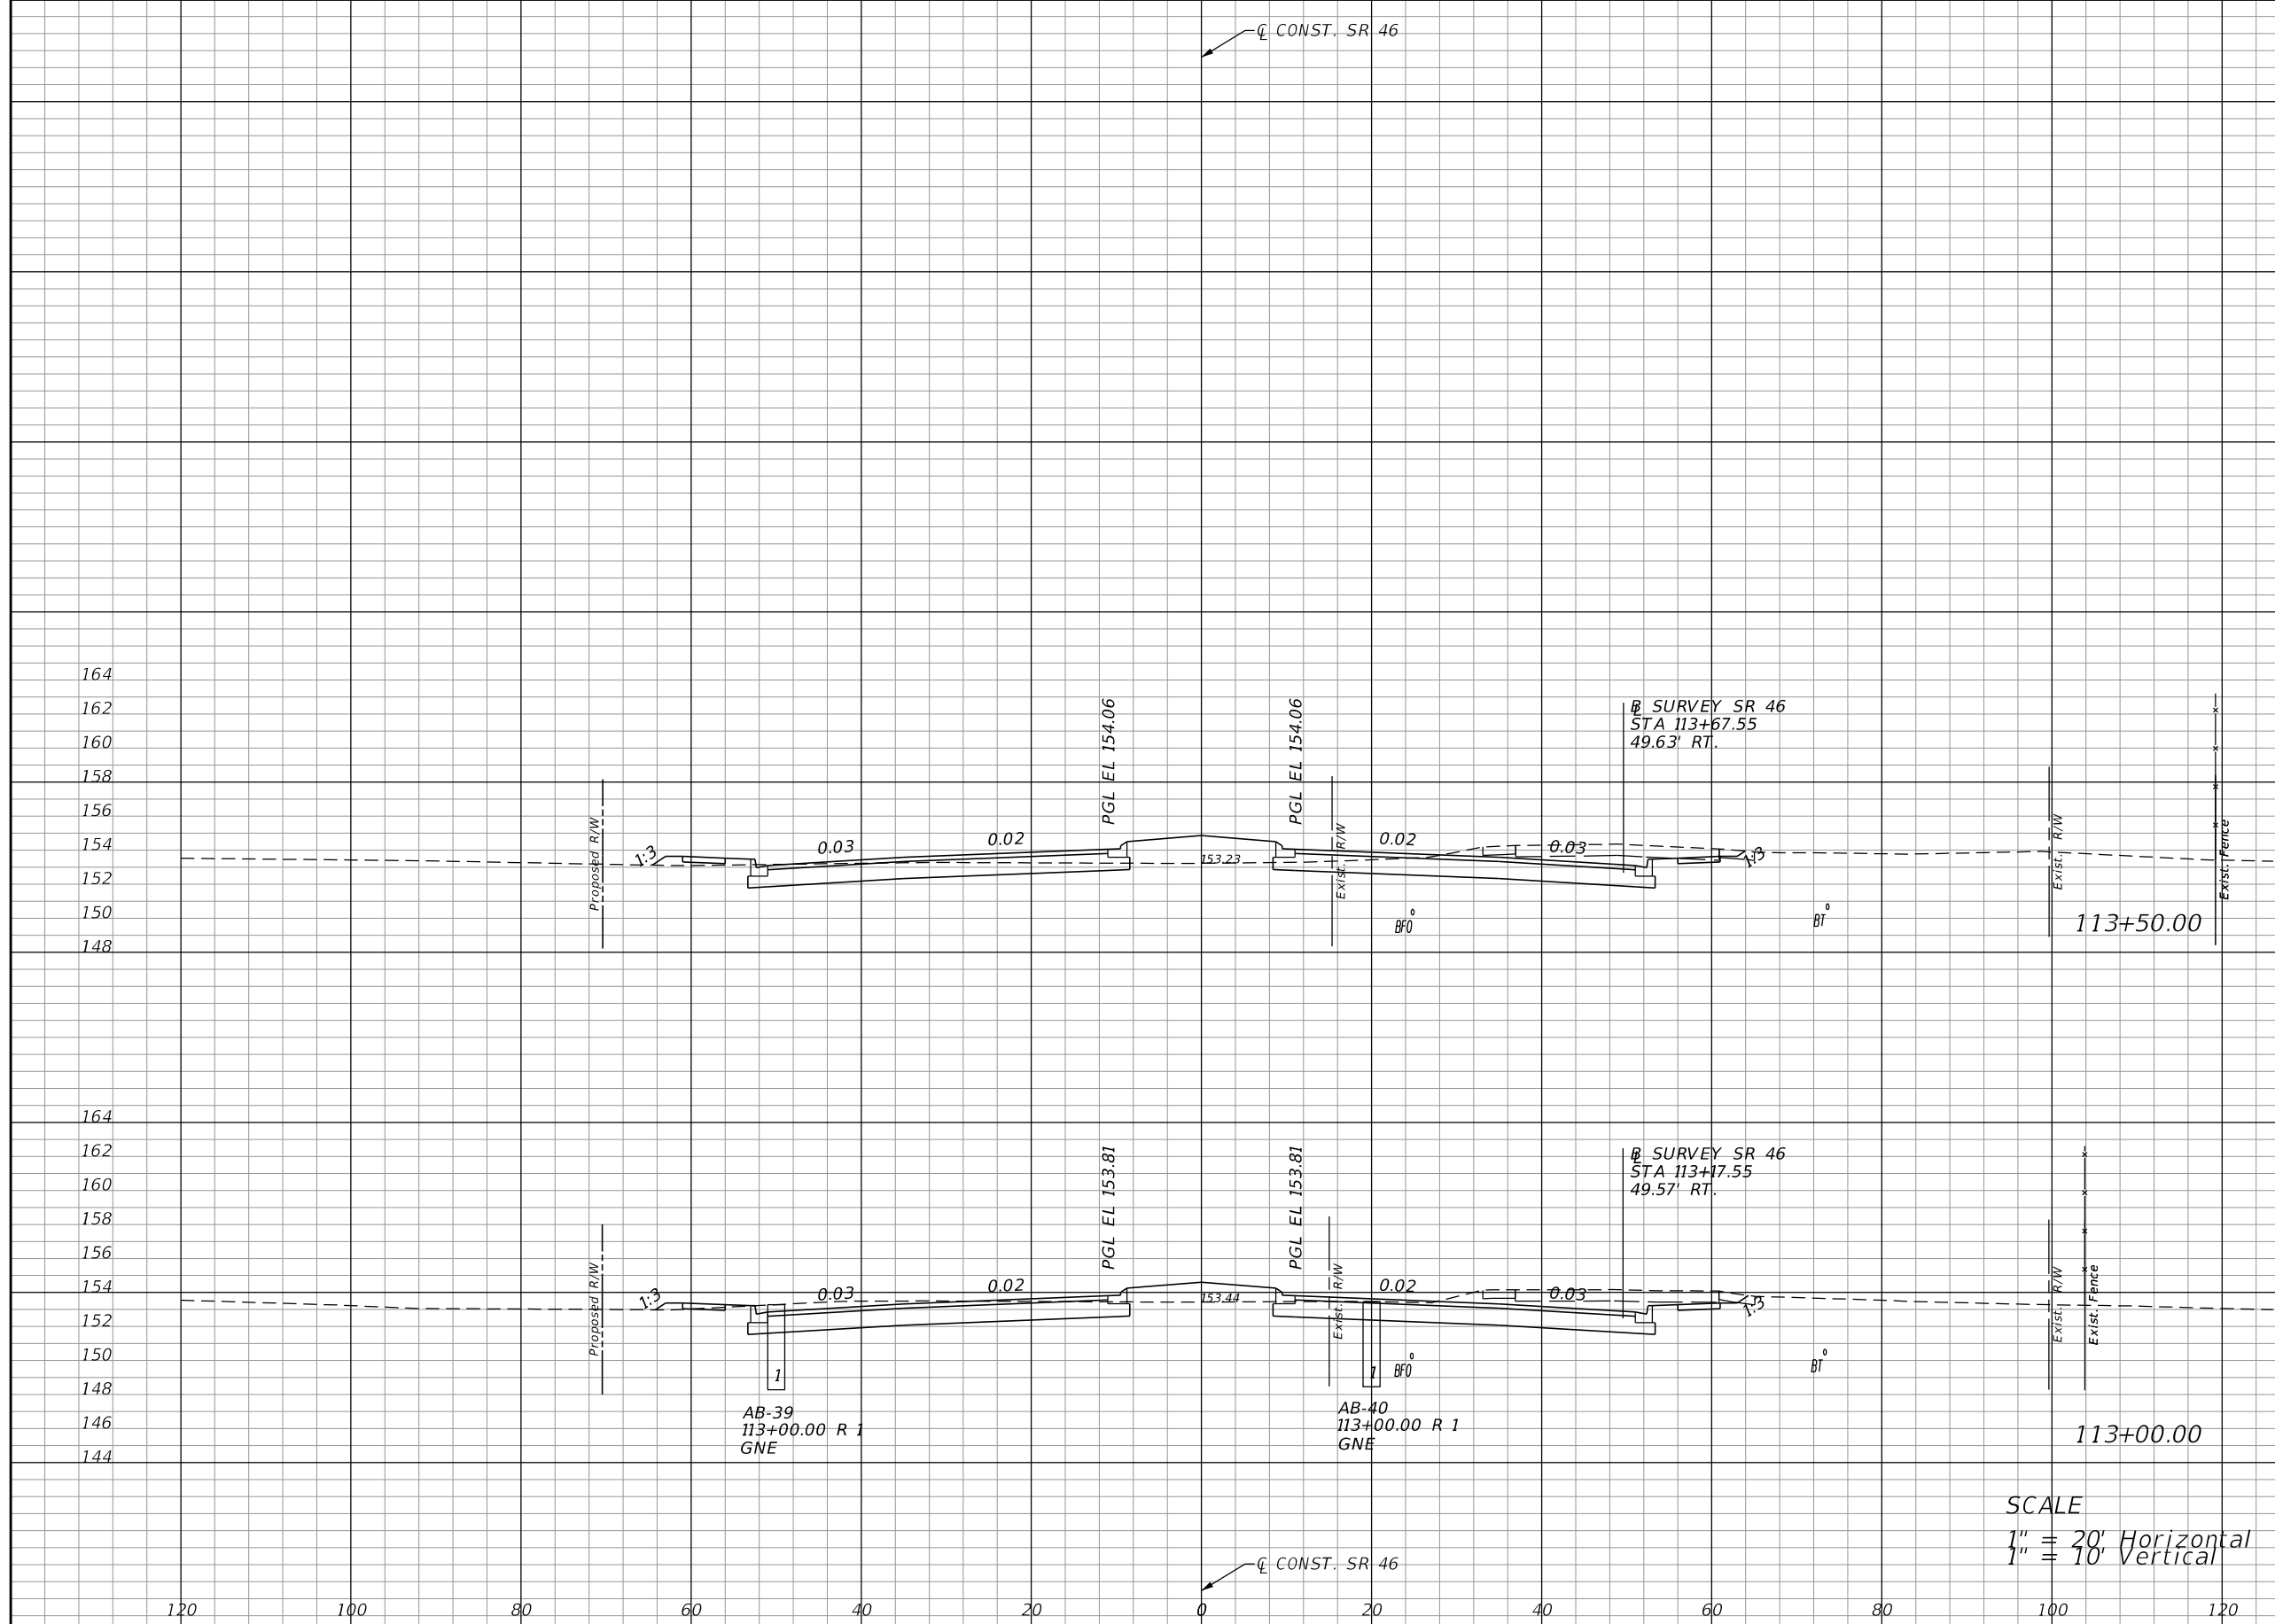 ℄ CONST. SR 46
164
162
160
158
156
154
152
150
148
PGL EL 154.06
PGL EL 154.06
B̲L SURVEY SR 46
STA 113+67.55
49.63' RT.
Proposed R/W
1:3
0.03
0.02
153.23
Exist. R/W
0.02
0.03
1:3
BFO
BT
Exist. R/W
Exist. Fence
113+50.00
164
162
160
158
156
154
152
150
148
146
144
PGL EL 153.81
PGL EL 153.81
B̲L SURVEY SR 46
STA 113+17.55
49.57' RT.
Proposed R/W
1:3
0.03
0.02
153.44
Exist. R/W
0.02
0.03
1:3
1
1
BFO
BT
Exist. R/W
Exist. Fence
AB-39
113+00.00 R 1
GNE
AB-40
113+00.00 R 1
GNE
113+00.00
SCALE
1" = 20' Horizontal
1" = 10' Vertical
℄ CONST. SR 46
120 100 80 60 40 20 0 20 40 60 80 100 120